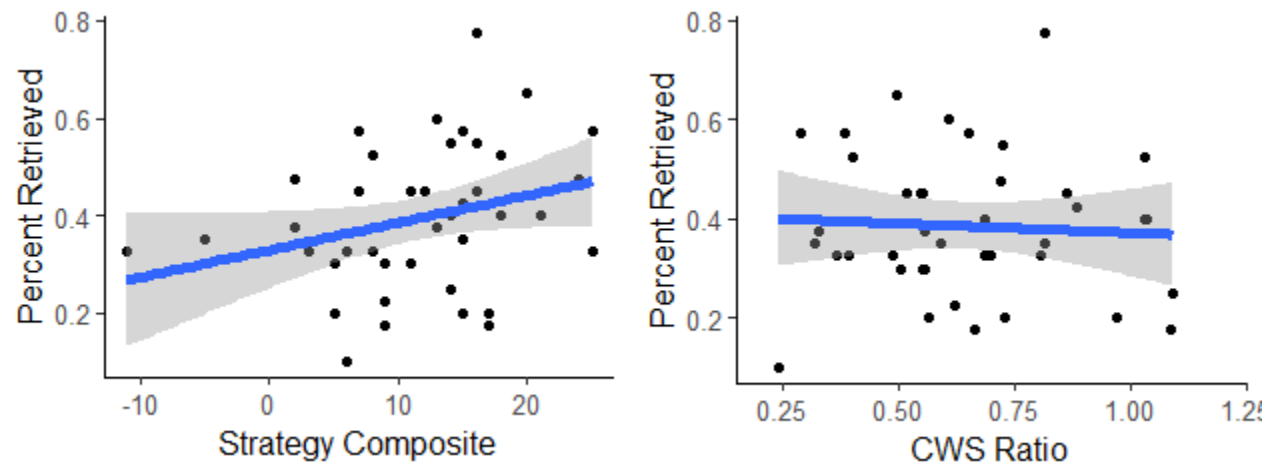 0.8
0.6
0.4
0.2
Percent Retrieved
-10 0 10 20
Strategy Composite
0.8
0.6
0.4
0.2
Percent Retrieved
0.25 0.50 0.75 1.00 1.25
CWS Ratio